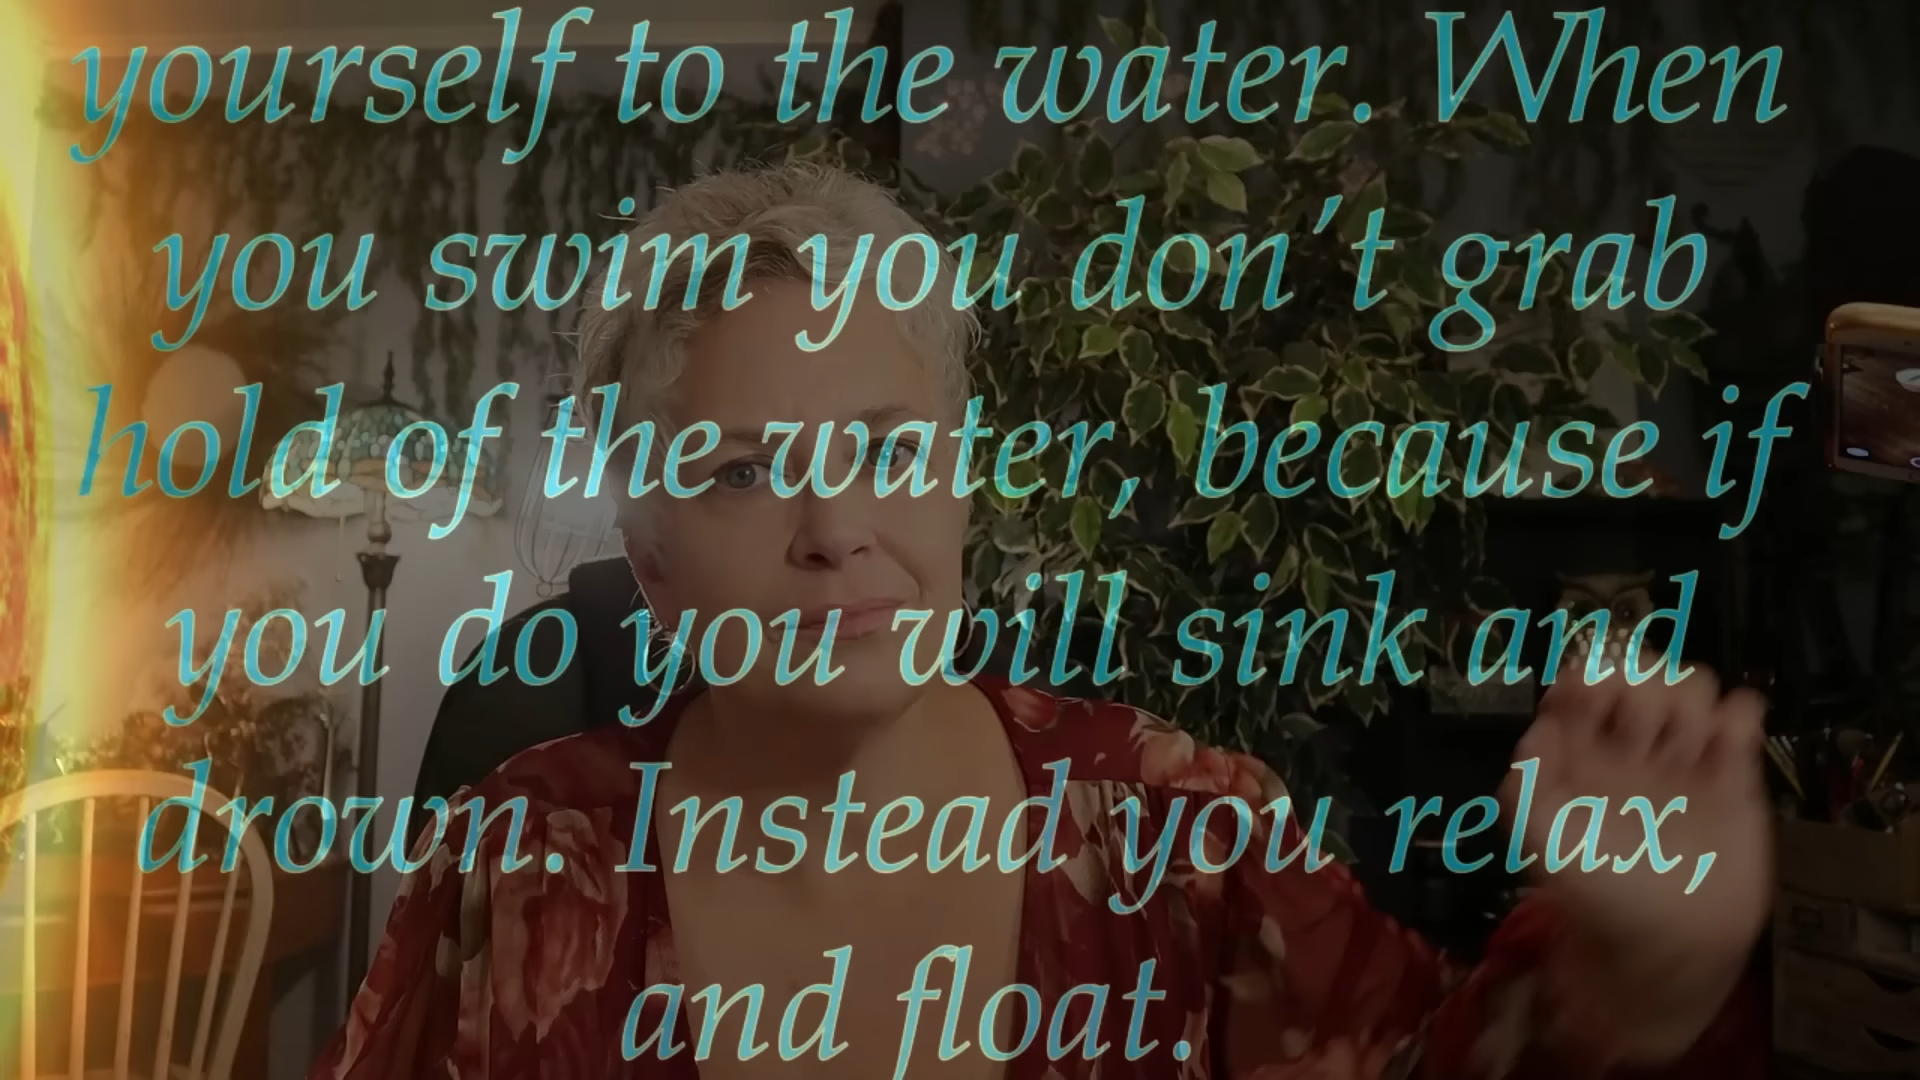 yourself to the water. When
you swim you don't grab
hold of the water, because if
you do you will sink and
drown. Instead you relax,
and float.